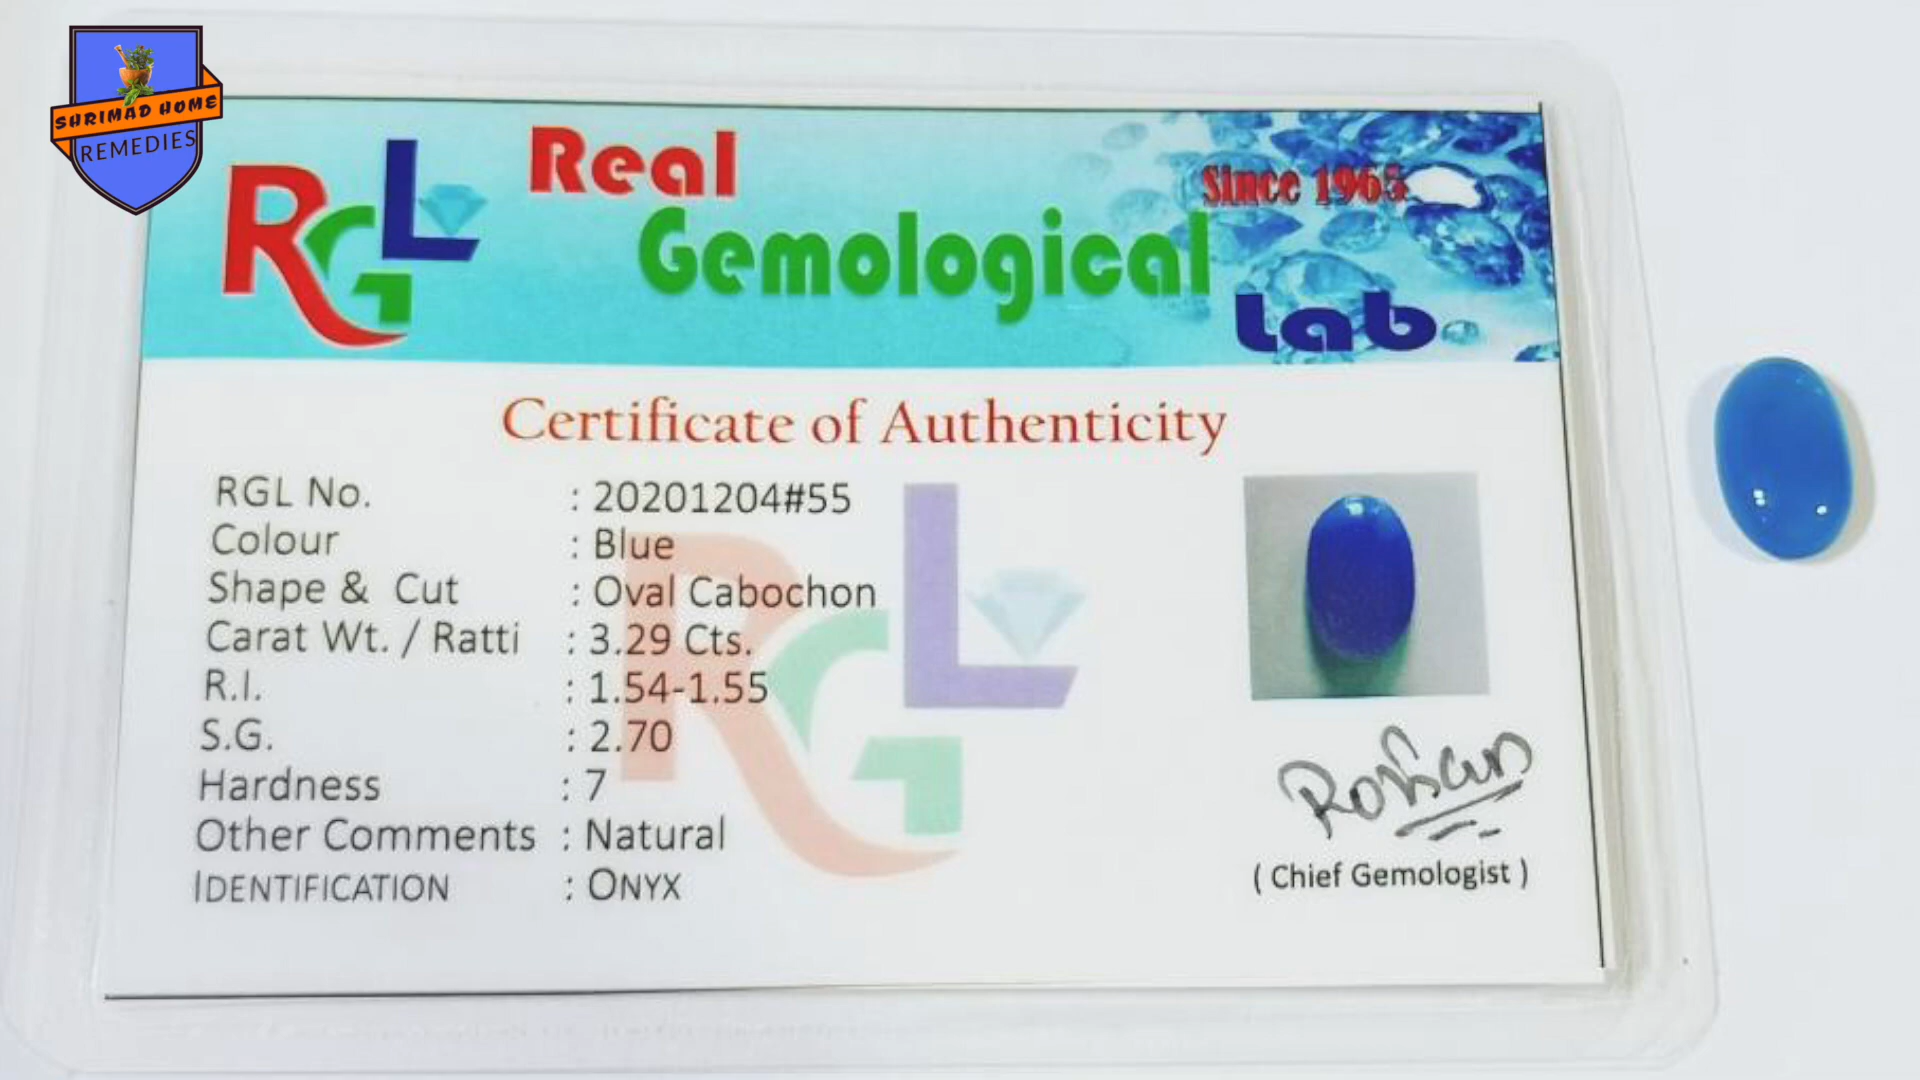 SHRIMAD HOME
REMEDIES
RGL
Real
Gemological
Lab
Since 1965
Certificate of Authenticity
RGL No. : 20201204#55
Colour : Blue
Shape & Cut : Oval Cabochon
Carat Wt. / Ratti : 3.29 Cts.
R.I. : 1.54-1.55
S.G. : 2.70
Hardness : 7
Other Comments : Natural
IDENTIFICATION : ONYX
RGL
( Chief Gemologist )